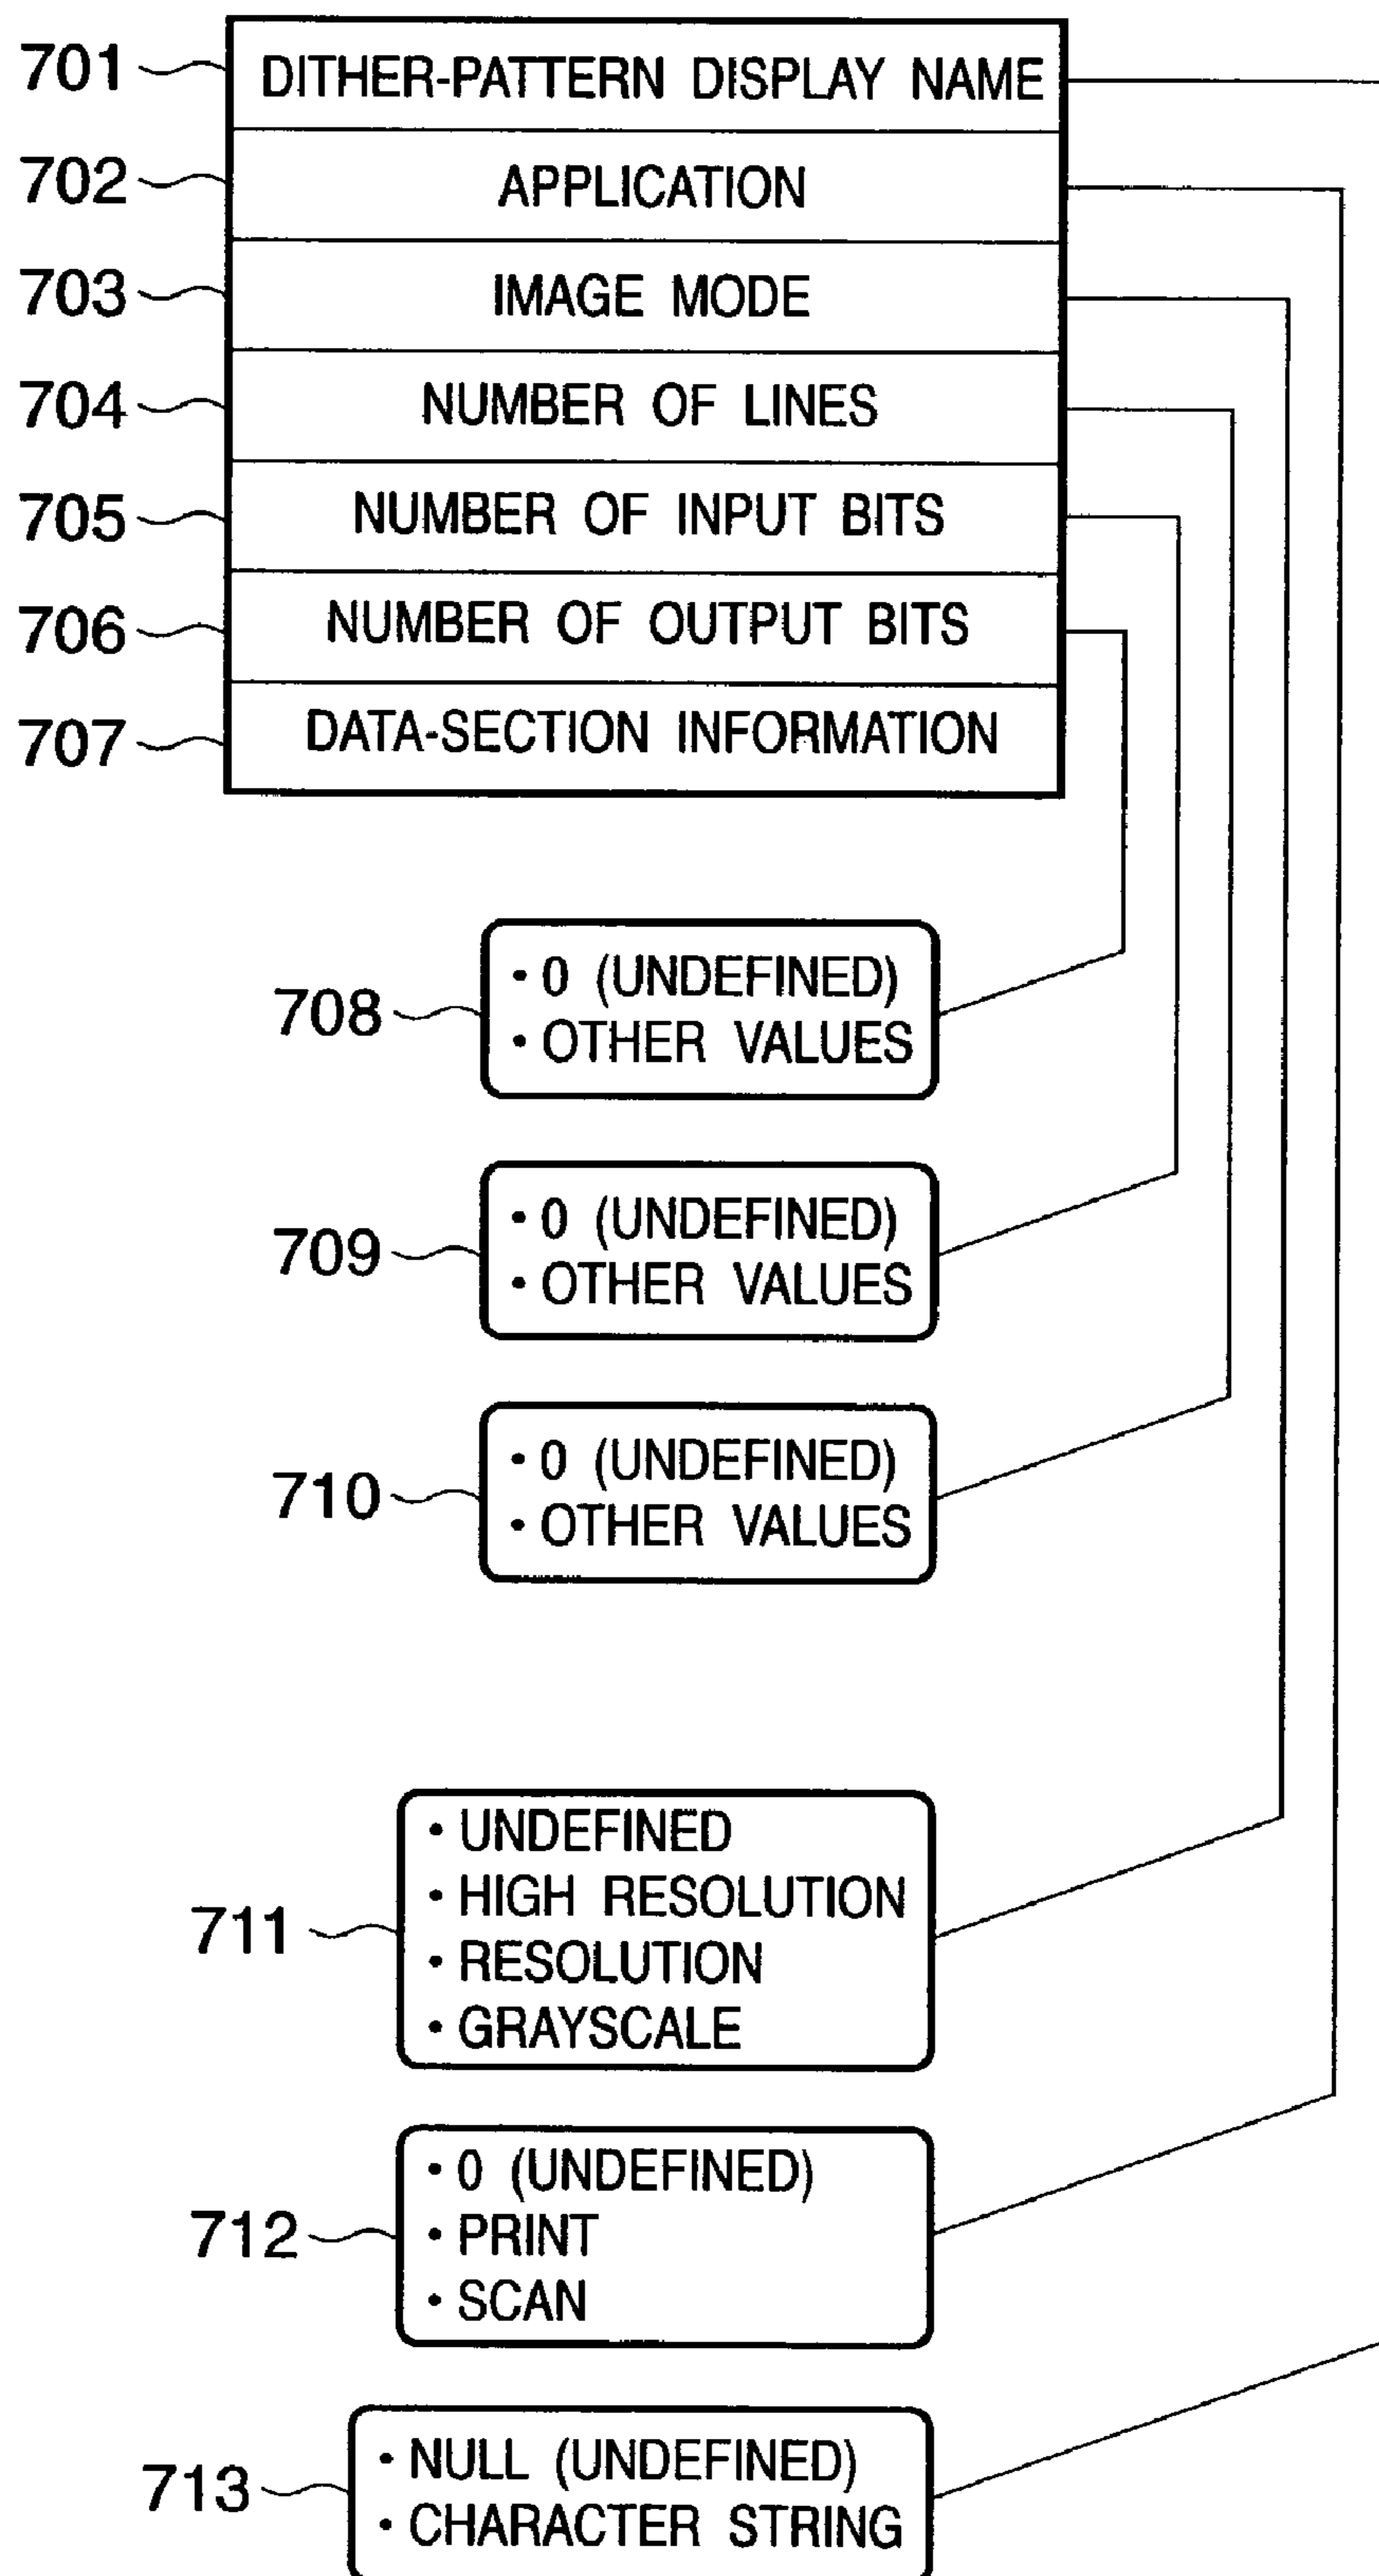 701 DITHER-PATTERN DISPLAY NAME
702 APPLICATION
703 IMAGE MODE
704 NUMBER OF LINES
705 NUMBER OF INPUT BITS
706 NUMBER OF OUTPUT BITS
707 DATA-SECTION INFORMATION
708
• 0 (UNDEFINED)
• OTHER VALUES
709
• 0 (UNDEFINED)
• OTHER VALUES
710
• 0 (UNDEFINED)
• OTHER VALUES
711
• UNDEFINED
• HIGH RESOLUTION
• RESOLUTION
• GRAYSCALE
712
• 0 (UNDEFINED)
• PRINT
• SCAN
713
• NULL (UNDEFINED)
• CHARACTER STRING